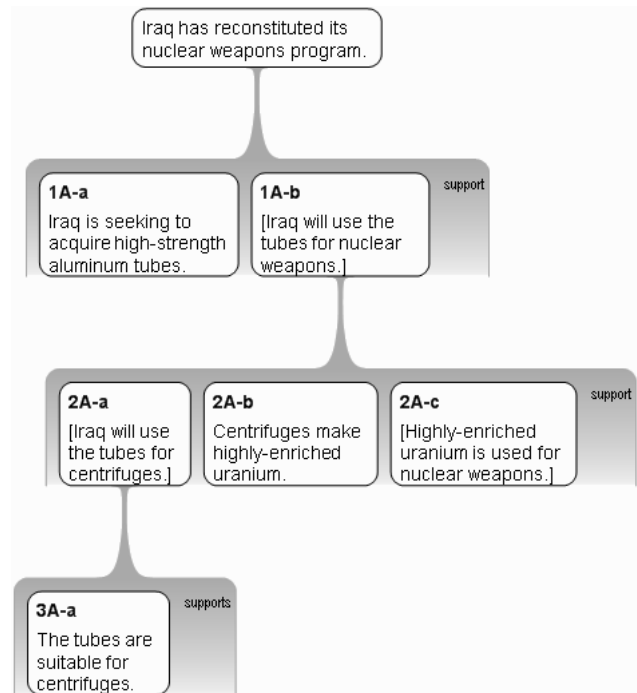 Iraq has reconstituted its
nuclear weapons program.
1A-a
Iraq is seeking to
acquire high-strength
aluminum tubes.
1A-b
[Iraq will use the
tubes for nuclear
weapons.]
support
2A-a
[Iraq will use
the tubes for
centrifuges.]
2A-b
Centrifuges make
highly-enriched
uranium.
2A-c
[Highly-enriched
uranium is used for
nuclear weapons.]
support
3A-a
The tubes are
suitable for
centrifuges.
supports